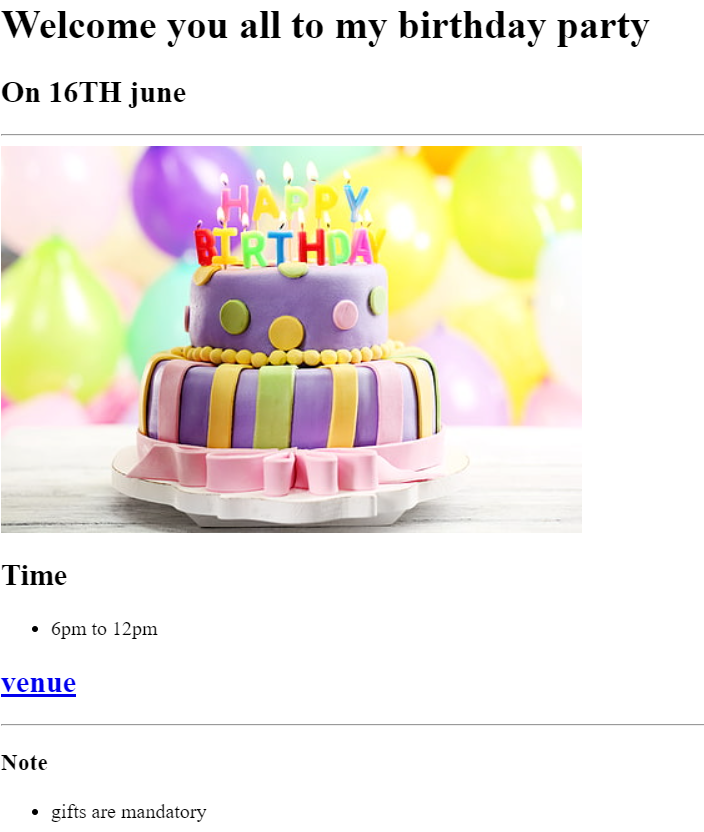 Welcome you all to my birthday party
On 16TH june
HAPPY
BIRTHDAY
Time
6pm to 12pm
venue
Note
gifts are mandatory